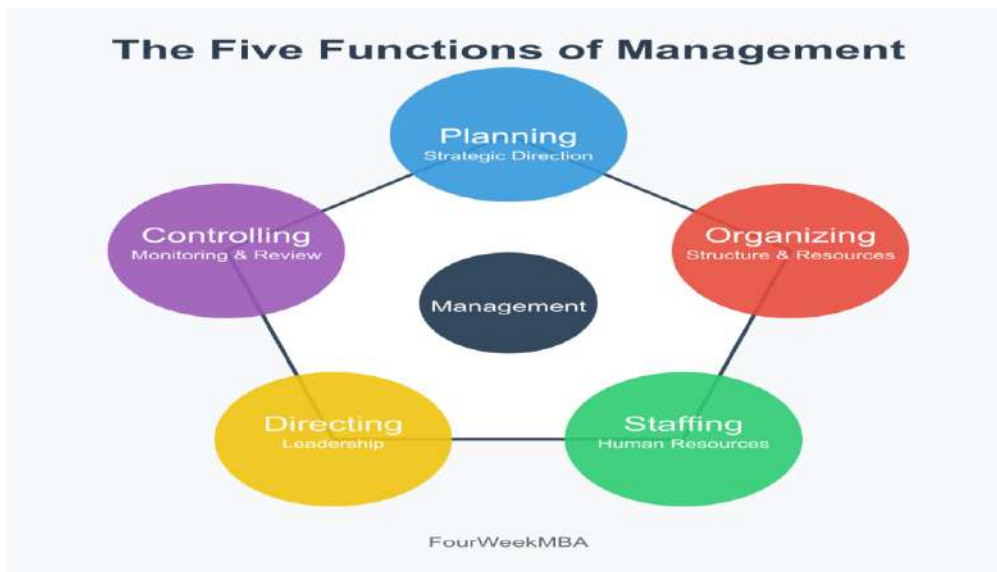 The Five Functions of Management
Planning
Strategic Direction
Controlling
Monitoring & Review
Organizing
Structure & Resources
Management
Directing
Leadership
Staffing
Human Resources
FourWeekMBA